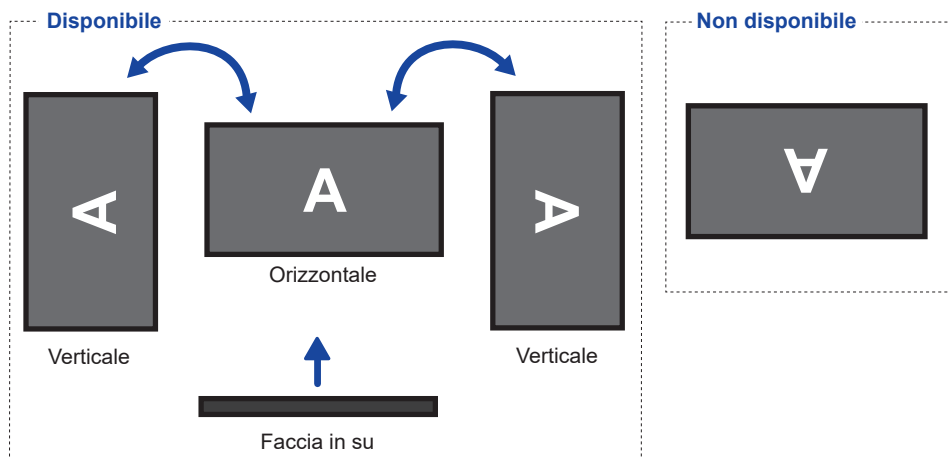 Disponibile
Non disponibile
A
A
A
A
Orizzontale
Verticale
Verticale
Faccia in su